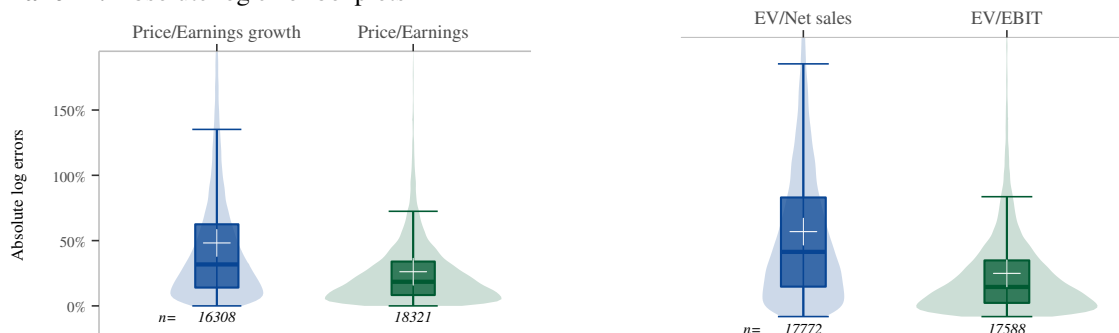 Price/Earnings growth Price/Earnings
EV/Net sales EV/EBIT
Absolute log errors
150%
100%
50%
0%
n= 16308 18321
n= 17772 17588